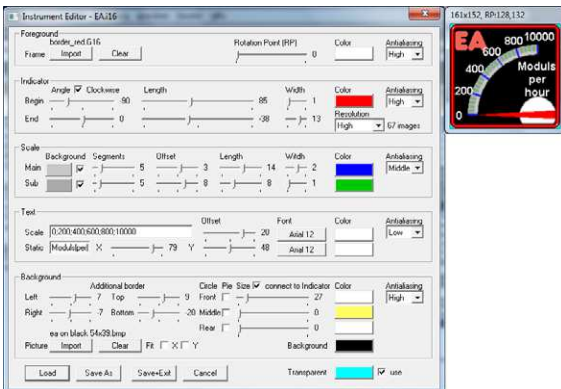 Instrument Editor - EA.i16
Foreground
border_red.G16
Frame Import Clear
Rotation Point (RP) 0
Color
Antialiasing
High
Indicator
Angle Clockwise Length Width Color Antialiasing
Begin -90 85 1 High
End 0 -38 13
Resolution
High 67 images
Scale
Background Segments Offset Length Witdh Color Antialiasing
Main 5 3 14 2 Middle
Sub 5 8 8 1
Text
Offset Font Color Antialiasing
Scale 0;200;400;600;800;10000 20 Arial 12 Low
Static Moduls|per| X 79 Y 48 Arial 12
Background
Additional border Circle Pie Size connect to Indicator Color Antialiasing
Left 7 Top 9 Front 27 High
Right -7 Bottom -20 Middle 0
Rear 0
ea on black 54x39.bmp
Picture Import Clear Fit X Y Background
Load Save As Save+Exit Cancel Transparent use
161x152, RP:128,132
EA
0
200
400
600
800
10000
Moduls
per
hour